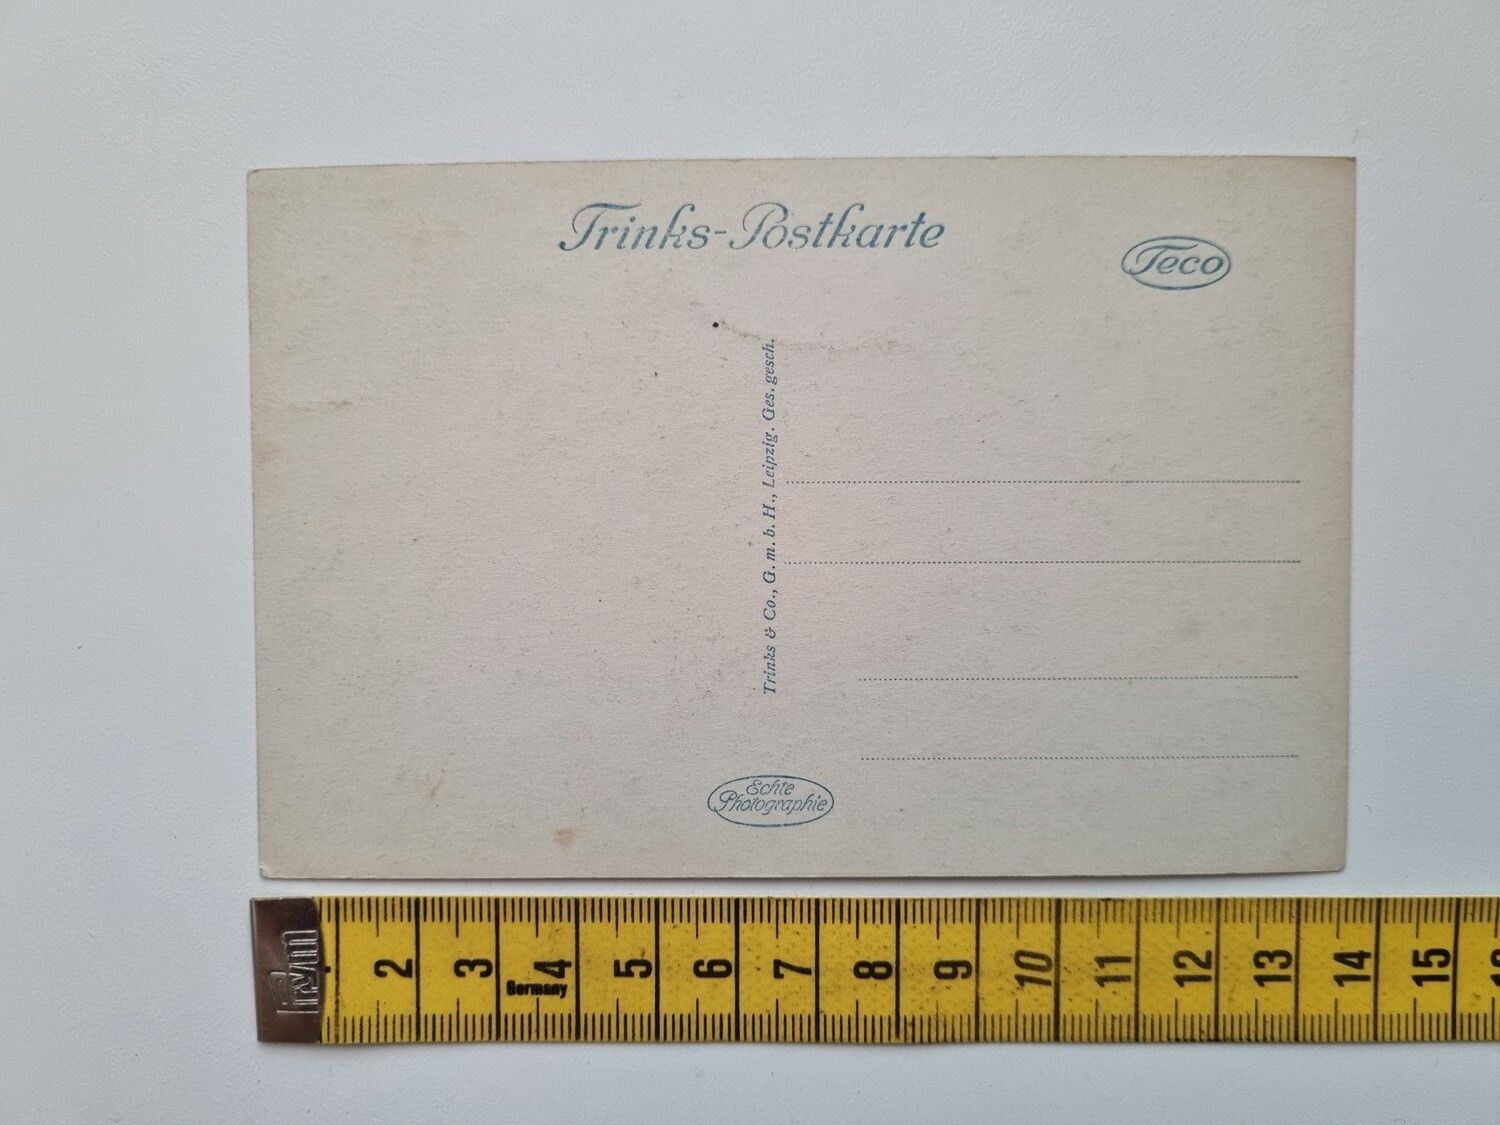 Trinks-Postkarte
Teco
Trinks & Co., G. m. b. H., Leipzig. Ges. gesch.
Echte
Photographie
Prym
2 3 4 5 6 7 8 9 10 11 12 13 14 15
Germany